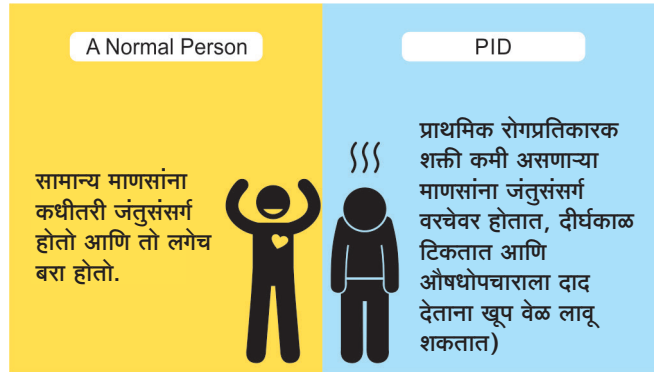 A Normal Person
सामान्य माणसांना
कधीतरी जंतुसंसर्ग
होतो आणि तो लगेच
बरा होतो.
PID
प्राथमिक रोगप्रतिकारक
शक्ती कमी असणाऱ्या
माणसांना जंतुसंसर्ग
वरचेवर होतात, दीर्घकाळ
टिकतात आणि
औषधोपचाराला दाद
देताना खूप वेळ लावू
शकतात)